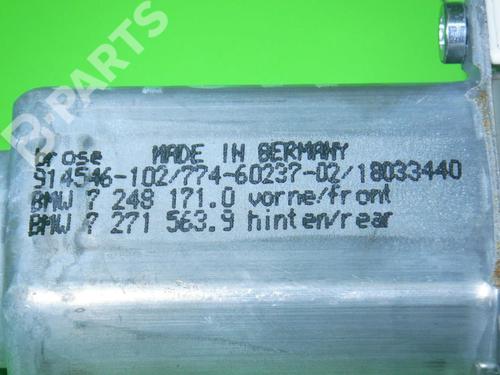 B-PARTS
brose MADE IN GERMANY
914546-102/774-60237-02/18033440
BMW 7 248 171.0 vorne/front
BMW 7 271 563.9 hinten/rear